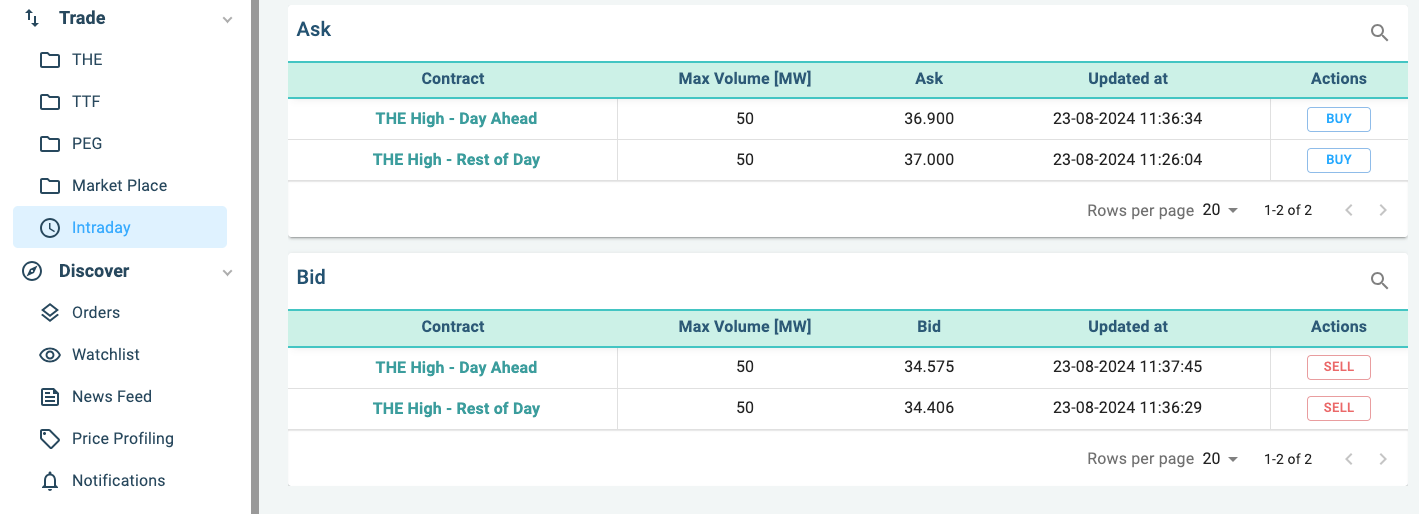 Trade
THE
TTF
PEG
Market Place
Intraday
Discover
Orders
Watchlist
News Feed
Price Profiling
Notifications
Ask
Contract Max Volume [MW] Ask Updated at Actions
THE High - Day Ahead 50 36.900 23-08-2024 11:36:34 BUY
THE High - Rest of Day 50 37.000 23-08-2024 11:26:04 BUY
Rows per page 20 1-2 of 2
Bid
Contract Max Volume [MW] Bid Updated at Actions
THE High - Day Ahead 50 34.575 23-08-2024 11:37:45 SELL
THE High - Rest of Day 50 34.406 23-08-2024 11:36:29 SELL
Rows per page 20 1-2 of 2